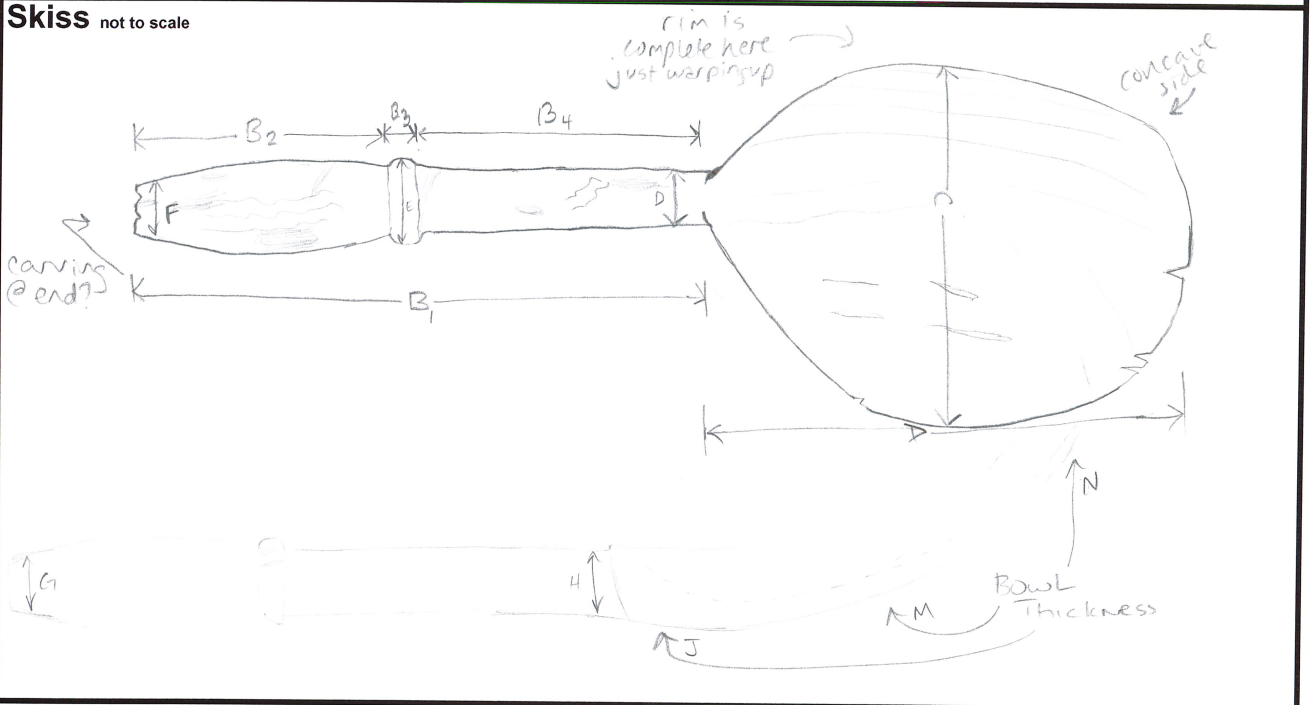 Skiss not to scale
rim is
complete here
just warping up
concave
side
B2
B3
B4
F
E
D
C
carving
@ end?
B1
D
N
G
H
Bowl
Thickness
M
J